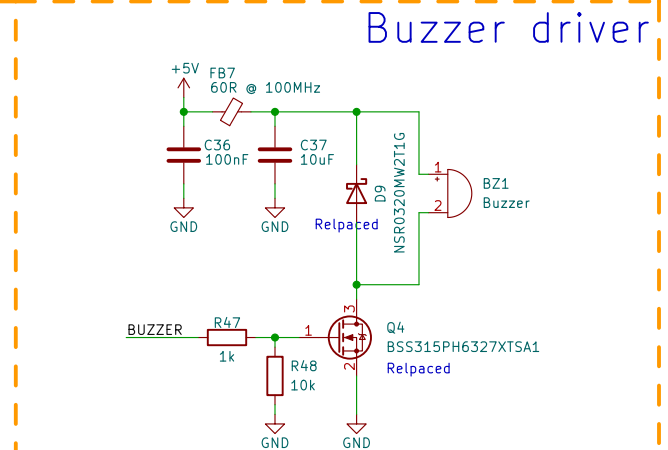 Buzzer driver
+5V
FB7
60R @ 100MHz
C36
100nF
C37
10uF
GND
GND
D9
NSR0320MW2T1G
Relpaced
1
+
2
BZ1
Buzzer
BUZZER
R47
1k
1
3
2
Q4
BSS315PH6327XTSA1
Relpaced
R48
10k
GND
GND